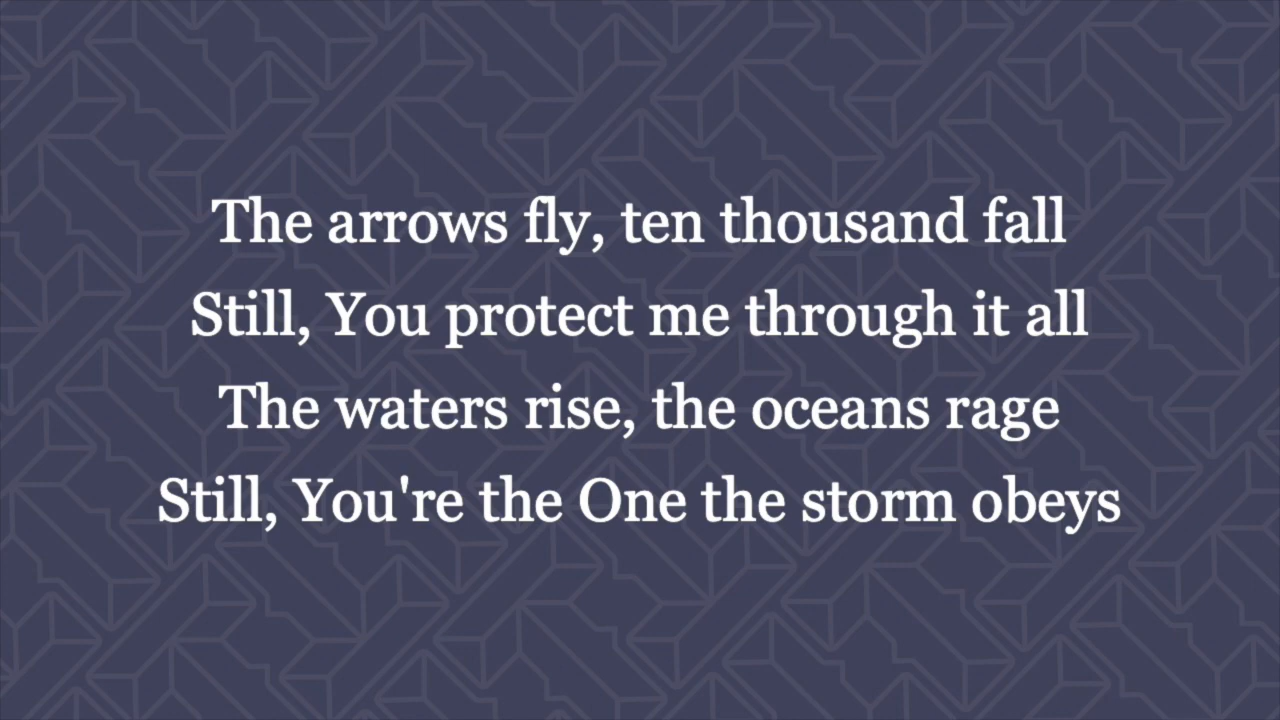 The arrows fly, ten thousand fall
Still, You protect me through it all
The waters rise, the oceans rage
Still, You're the One the storm obeys